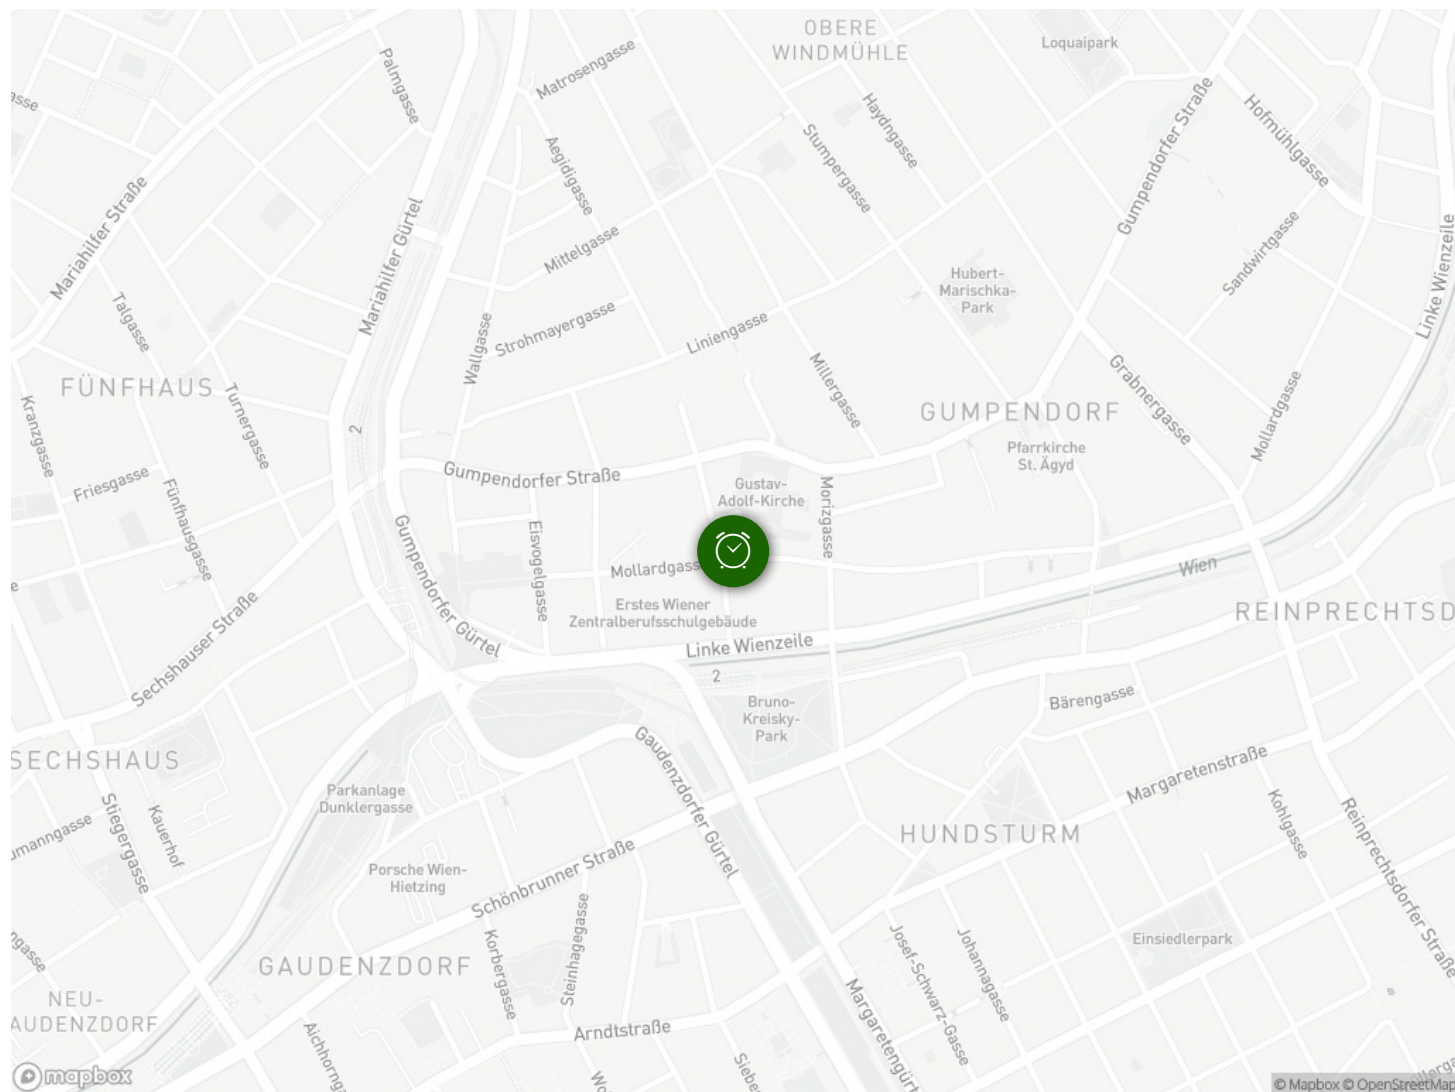 OBERE
WINDMÜHLE
Loquaipark
Palmgasse
Matrosengasse
Haydngasse
Hofmühlgasse
Gumpendorfer Straße
Stumpergasse
Aegidigasse
Mariahilfer Straße
Mariahilfer Gürtel
Mittelgasse
Sandwirtgasse
Linke Wienzeile
Hubert-
Marischka-
Park
Talgasse
Strohmayergasse
Wallgasse
Liniengasse
Millergasse
Grabnergasse
Mollardgasse
FÜNFHAUS
Turnergasse
Kranzgasse
2
GUMPENDORF
Pfarrkirche
St. Ägyd
Gumpendorfer Straße
Gustav-
Adolf-Kirche
Morizgasse
Friesgasse
Fünfhausgasse
Gumpendorfer Gürtel
Eisvogelgasse
Mollardgass
Wien
Erstes Wiener
Zentralberufsschulgebäude
REINPRECHTSD
Sechshauser Straße
Linke Wienzeile
2
Bruno-
Kreisky-
Park
Bärengasse
SECHSHAUS
Gaudenzdorfer Gürtel
Margaretenstraße
Parkanlage
Dunklergasse
Stiegergasse
Kauerhof
umanngasse
HUNDSTURM
Kohlgasse
Reinprechtsdorfer Straße
Porsche Wien-
Hietzing
Schönbrunner Straße
Steinhagegasse
Korbergasse
Josef-Schwarz-Gasse
Johannagasse
Einsiedlerpark
GAUDENZDORF
NEU-
AUDENZDORF
Aichhorng
Arndtstraße
Margaretengürt
Siebe
mapbox
© Mapbox © OpenStreetMap